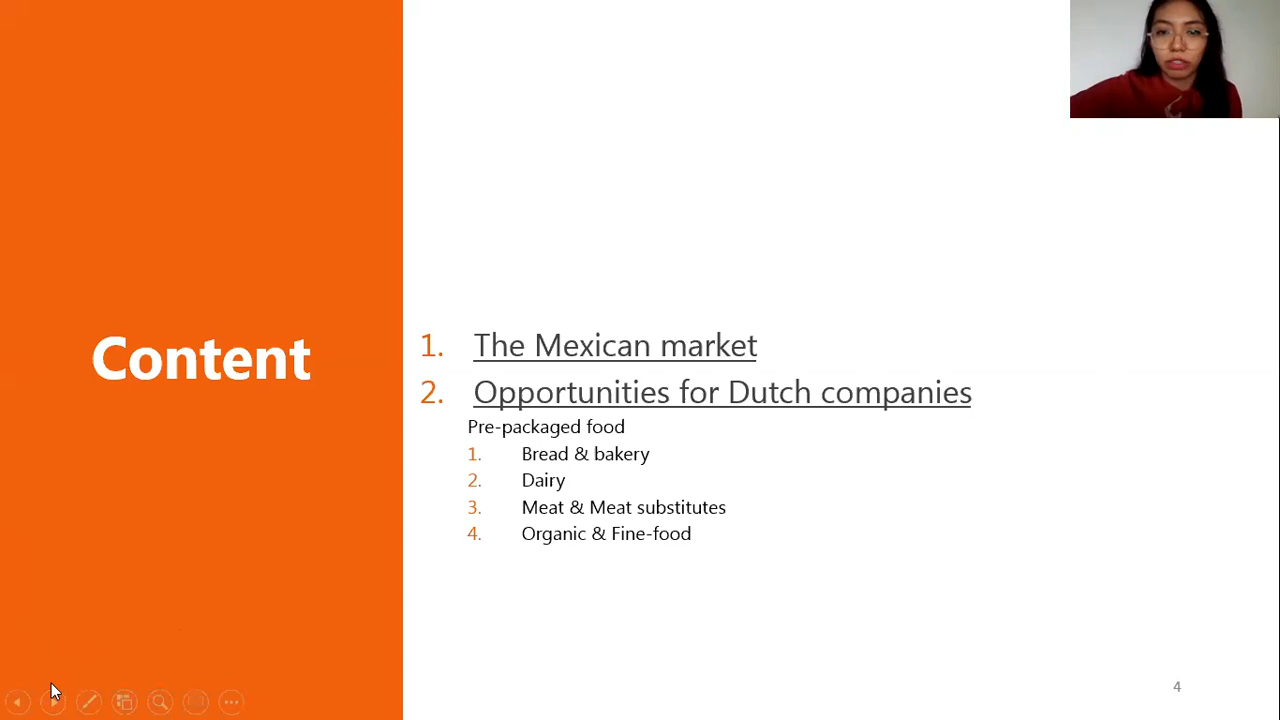 Content
1. The Mexican market
2. Opportunities for Dutch companies
Pre-packaged food
1. Bread & bakery
2. Dairy
3. Meat & Meat substitutes
4. Organic & Fine-food
4